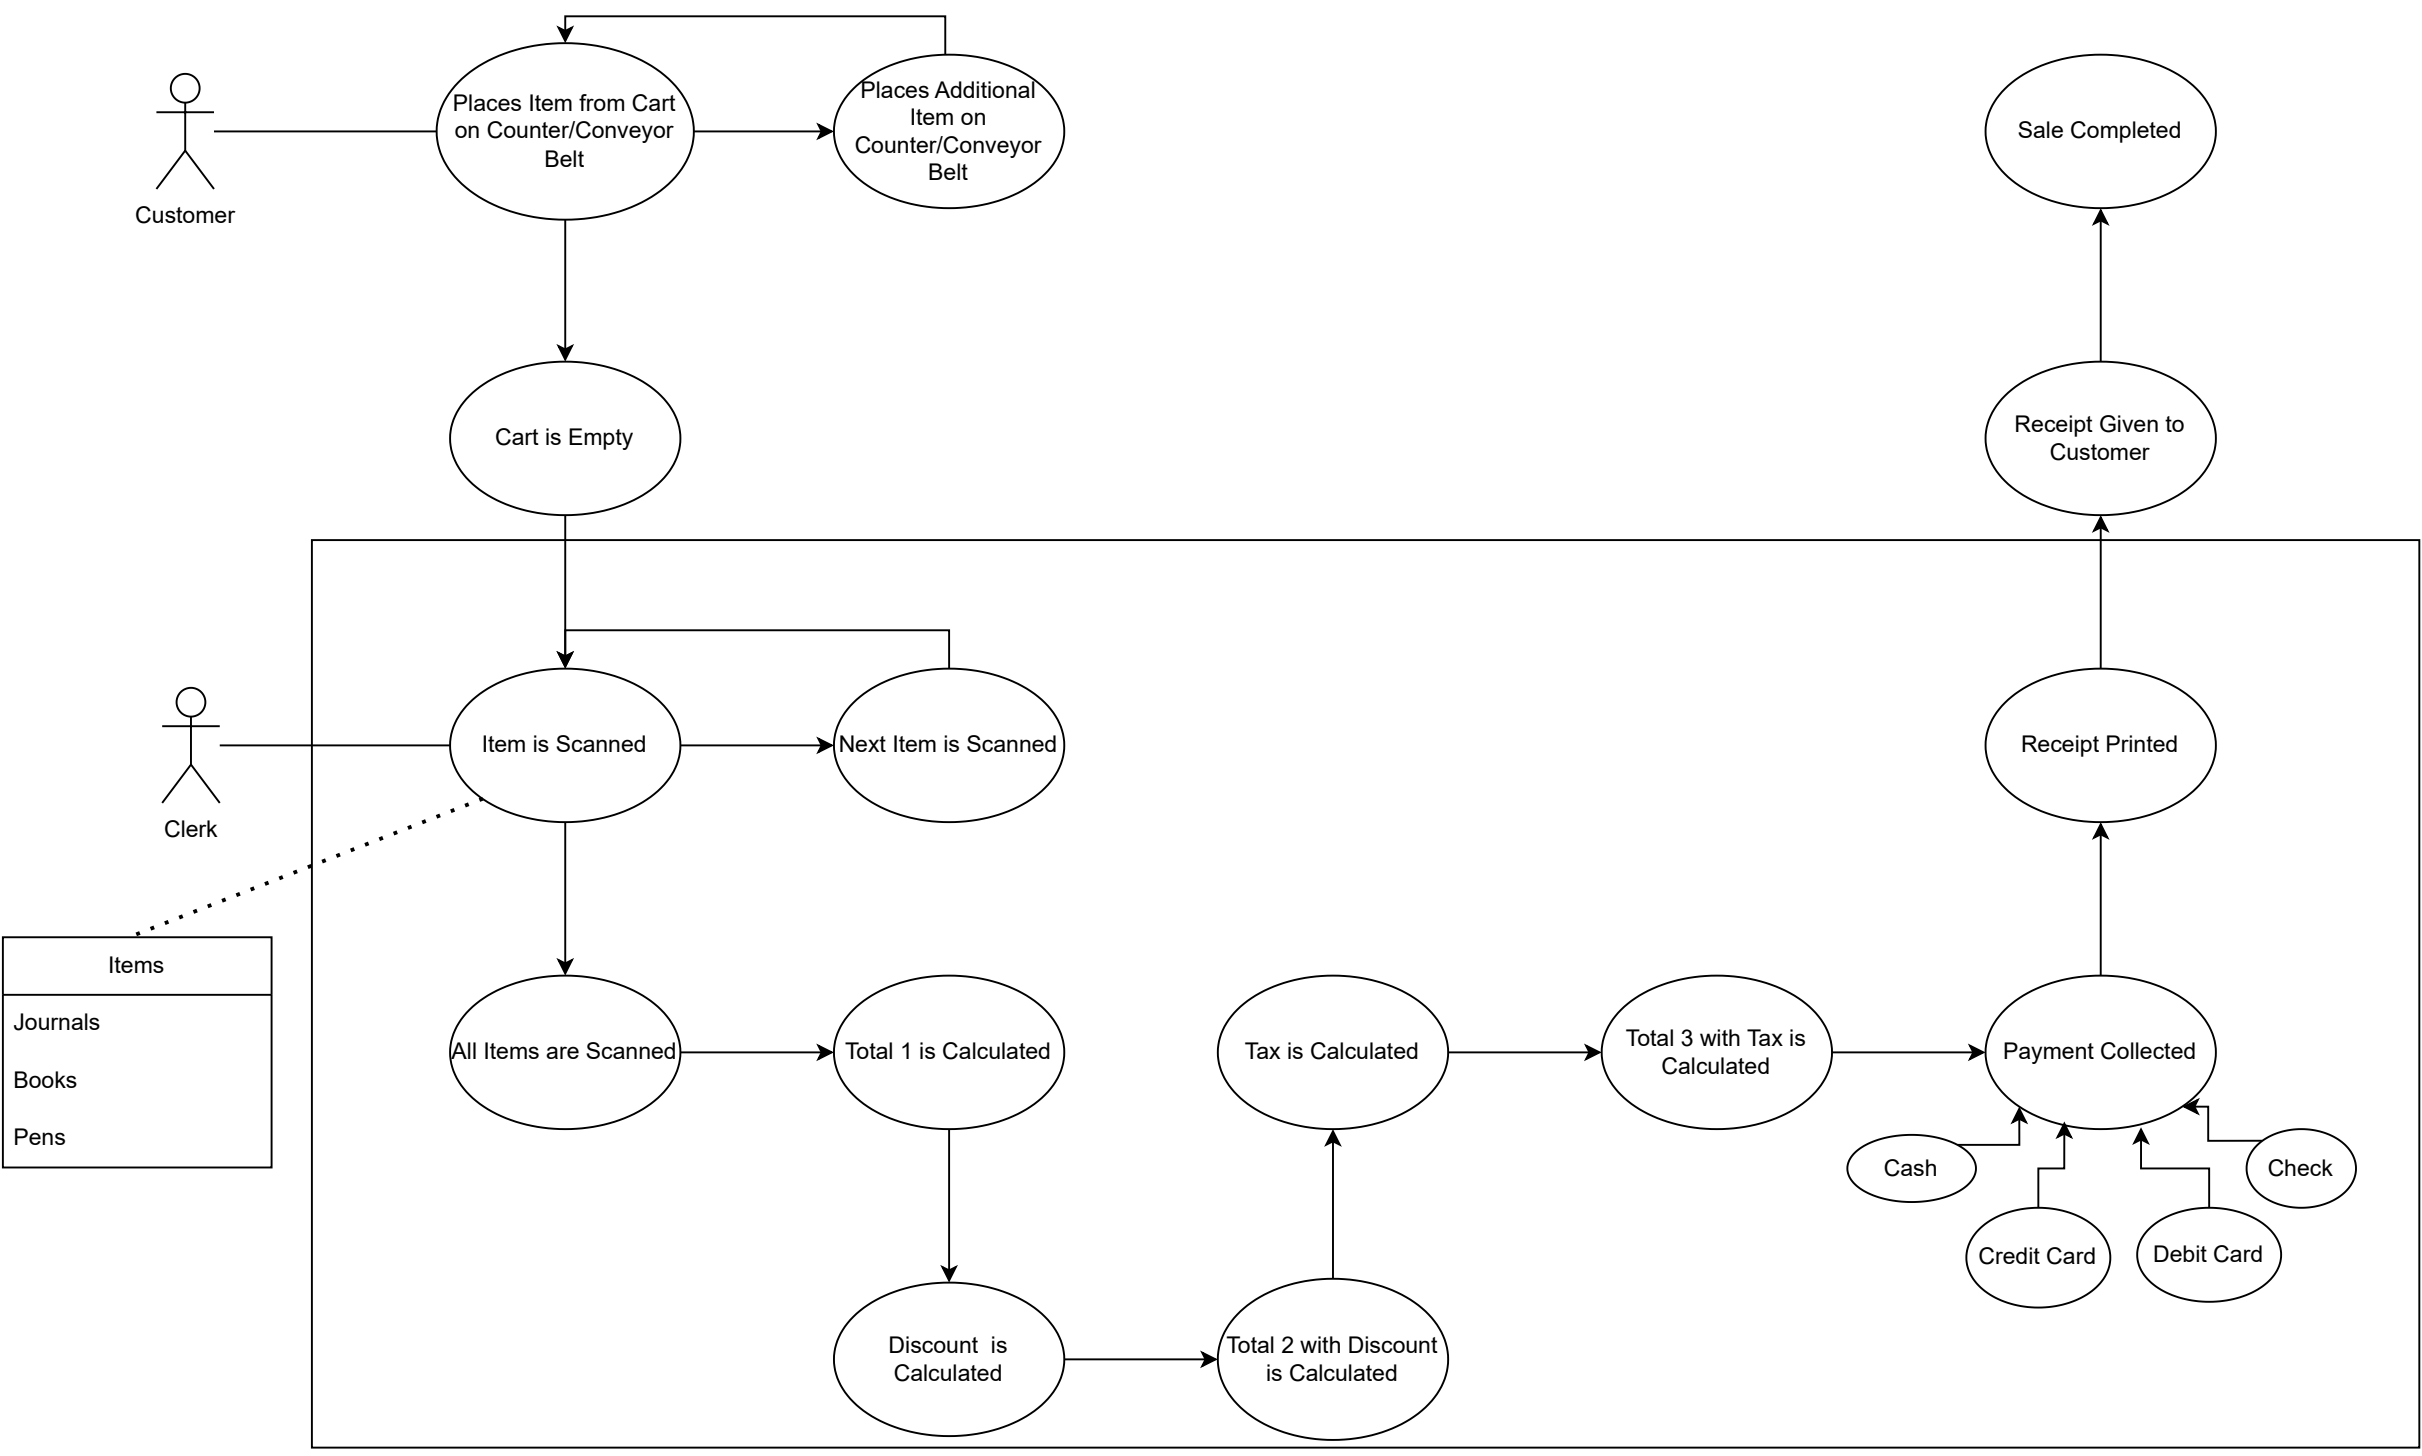 Customer
Places Item from Cart
on Counter/Conveyor
Belt
Places Additional
Item on
Counter/Conveyor
Belt
Sale Completed
Cart is Empty
Receipt Given to
Customer
Clerk
Item is Scanned
Next Item is Scanned
Receipt Printed
Items
Journals
Books
Pens
All Items are Scanned
Total 1 is Calculated
Tax is Calculated
Total 3 with Tax is
Calculated
Payment Collected
Cash
Credit Card
Debit Card
Check
Discount  is
Calculated
Total 2 with Discount
is Calculated